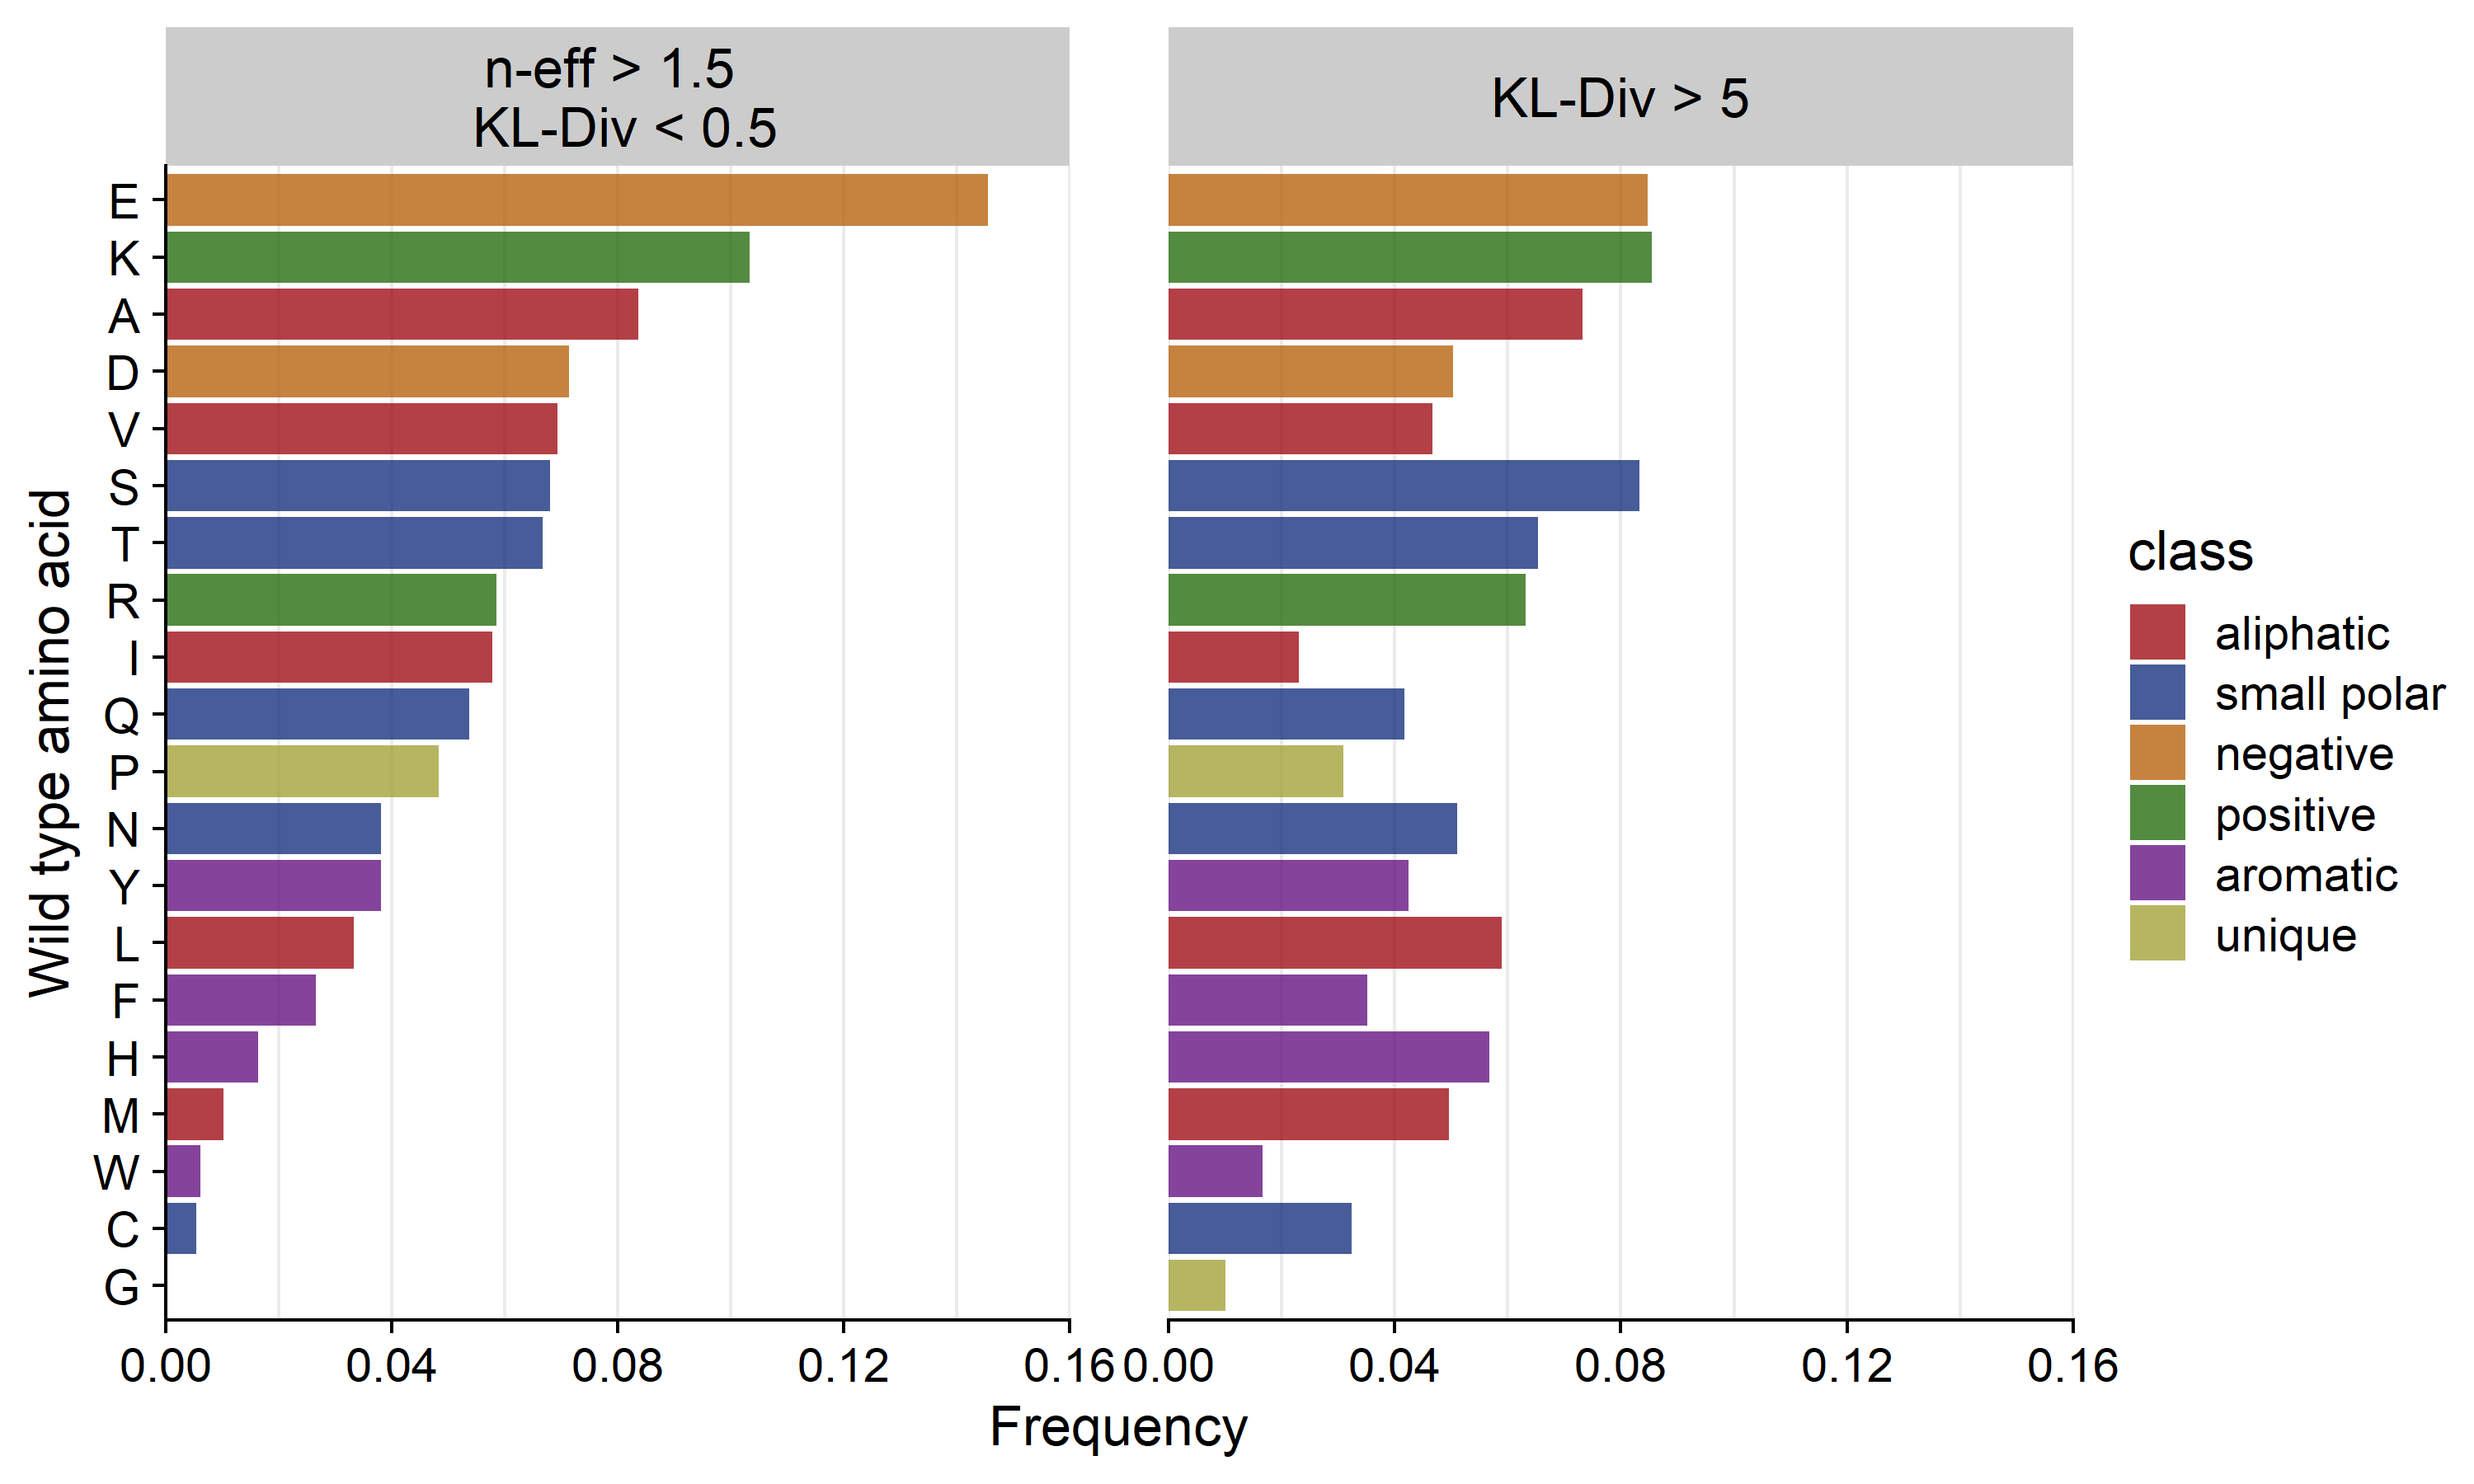 n-eff > 1.5
KL-Div < 0.5
KL-Div > 5
Wild type amino acid
E
K
A
D
V
S
T
R
I
Q
P
N
Y
L
F
H
M
W
C
G
0.00 0.04 0.08 0.12 0.16 0.00 0.04 0.08 0.12 0.16
Frequency
class
aliphatic
small polar
negative
positive
aromatic
unique